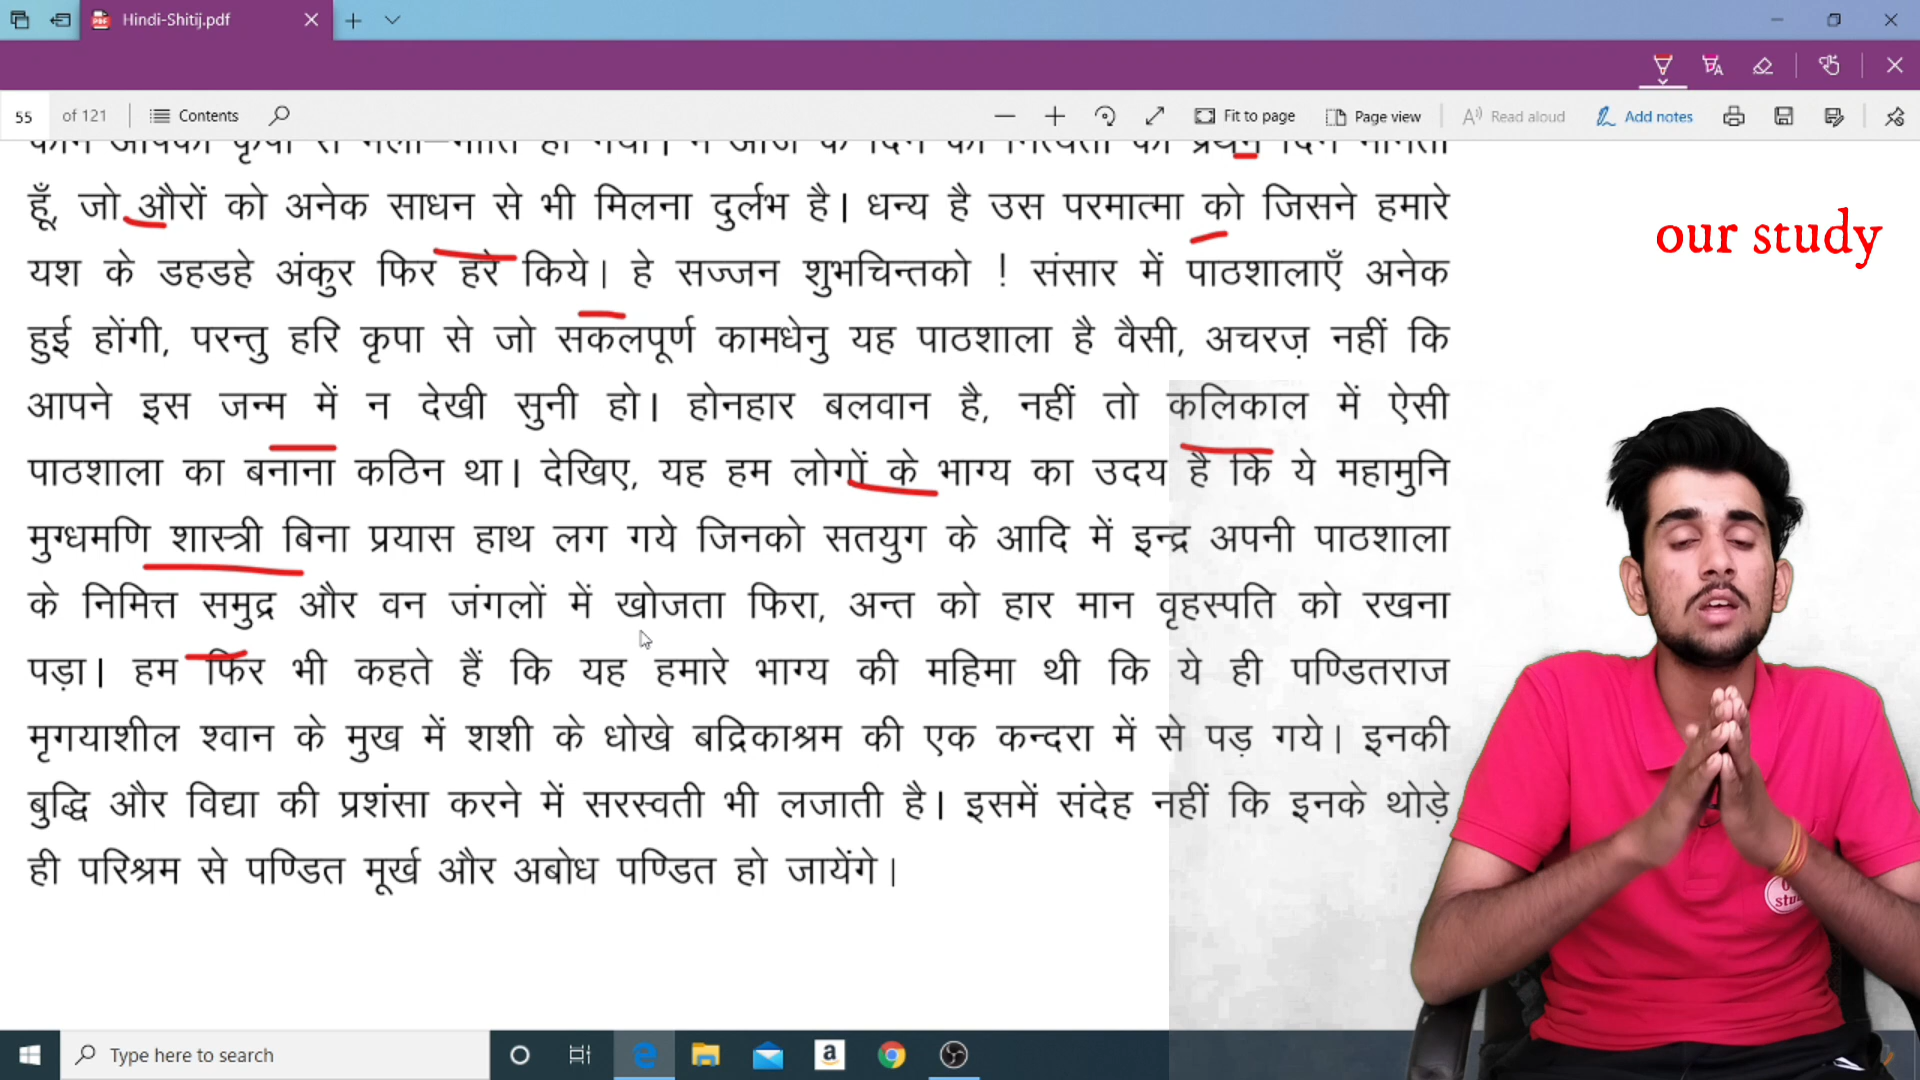 Hindi-Shitij.pdf
55 of 121 Contents Fit to page Page view Read aloud Add notes
our study
हूँ, जो औरों को अनेक साधन से भी मिलना दुर्लभ है। धन्य है उस परमात्मा को जिसने हमारे
यश के डहडहे अंकुर फिर हरे किये। हे सज्जन शुभचिन्तको ! संसार में पाठशालाएँ अनेक
हुई होंगी, परन्तु हरि कृपा से जो सकलपूर्ण कामधेनु यह पाठशाला है वैसी, अचरज़ नहीं कि
आपने इस जन्म में न देखी सुनी हो। होनहार बलवान है, नहीं तो कलिकाल में ऐसी
पाठशाला का बनाना कठिन था। देखिए, यह हम लोगों के भाग्य का उदय है कि ये महामुनि
मुग्धमणि शास्त्री बिना प्रयास हाथ लग गये जिनको सतयुग के आदि में इन्द्र अपनी पाठशाला
के निमित्त समुद्र और वन जंगलों में खोजता फिरा, अन्त को हार मान वृहस्पति को रखना
पड़ा। हम फिर भी कहते हैं कि यह हमारे भाग्य की महिमा थी कि ये ही पण्डितराज
मृगयाशील श्वान के मुख में शशी के धोखे बद्रिकाश्रम की एक कन्दरा में से पड़ गये। इनकी
बुद्धि और विद्या की प्रशंसा करने में सरस्वती भी लजाती है। इसमें संदेह नहीं कि इनके थोड़े
ही परिश्रम से पण्डित मूर्ख और अबोध पण्डित हो जायेंगे।
Type here to search